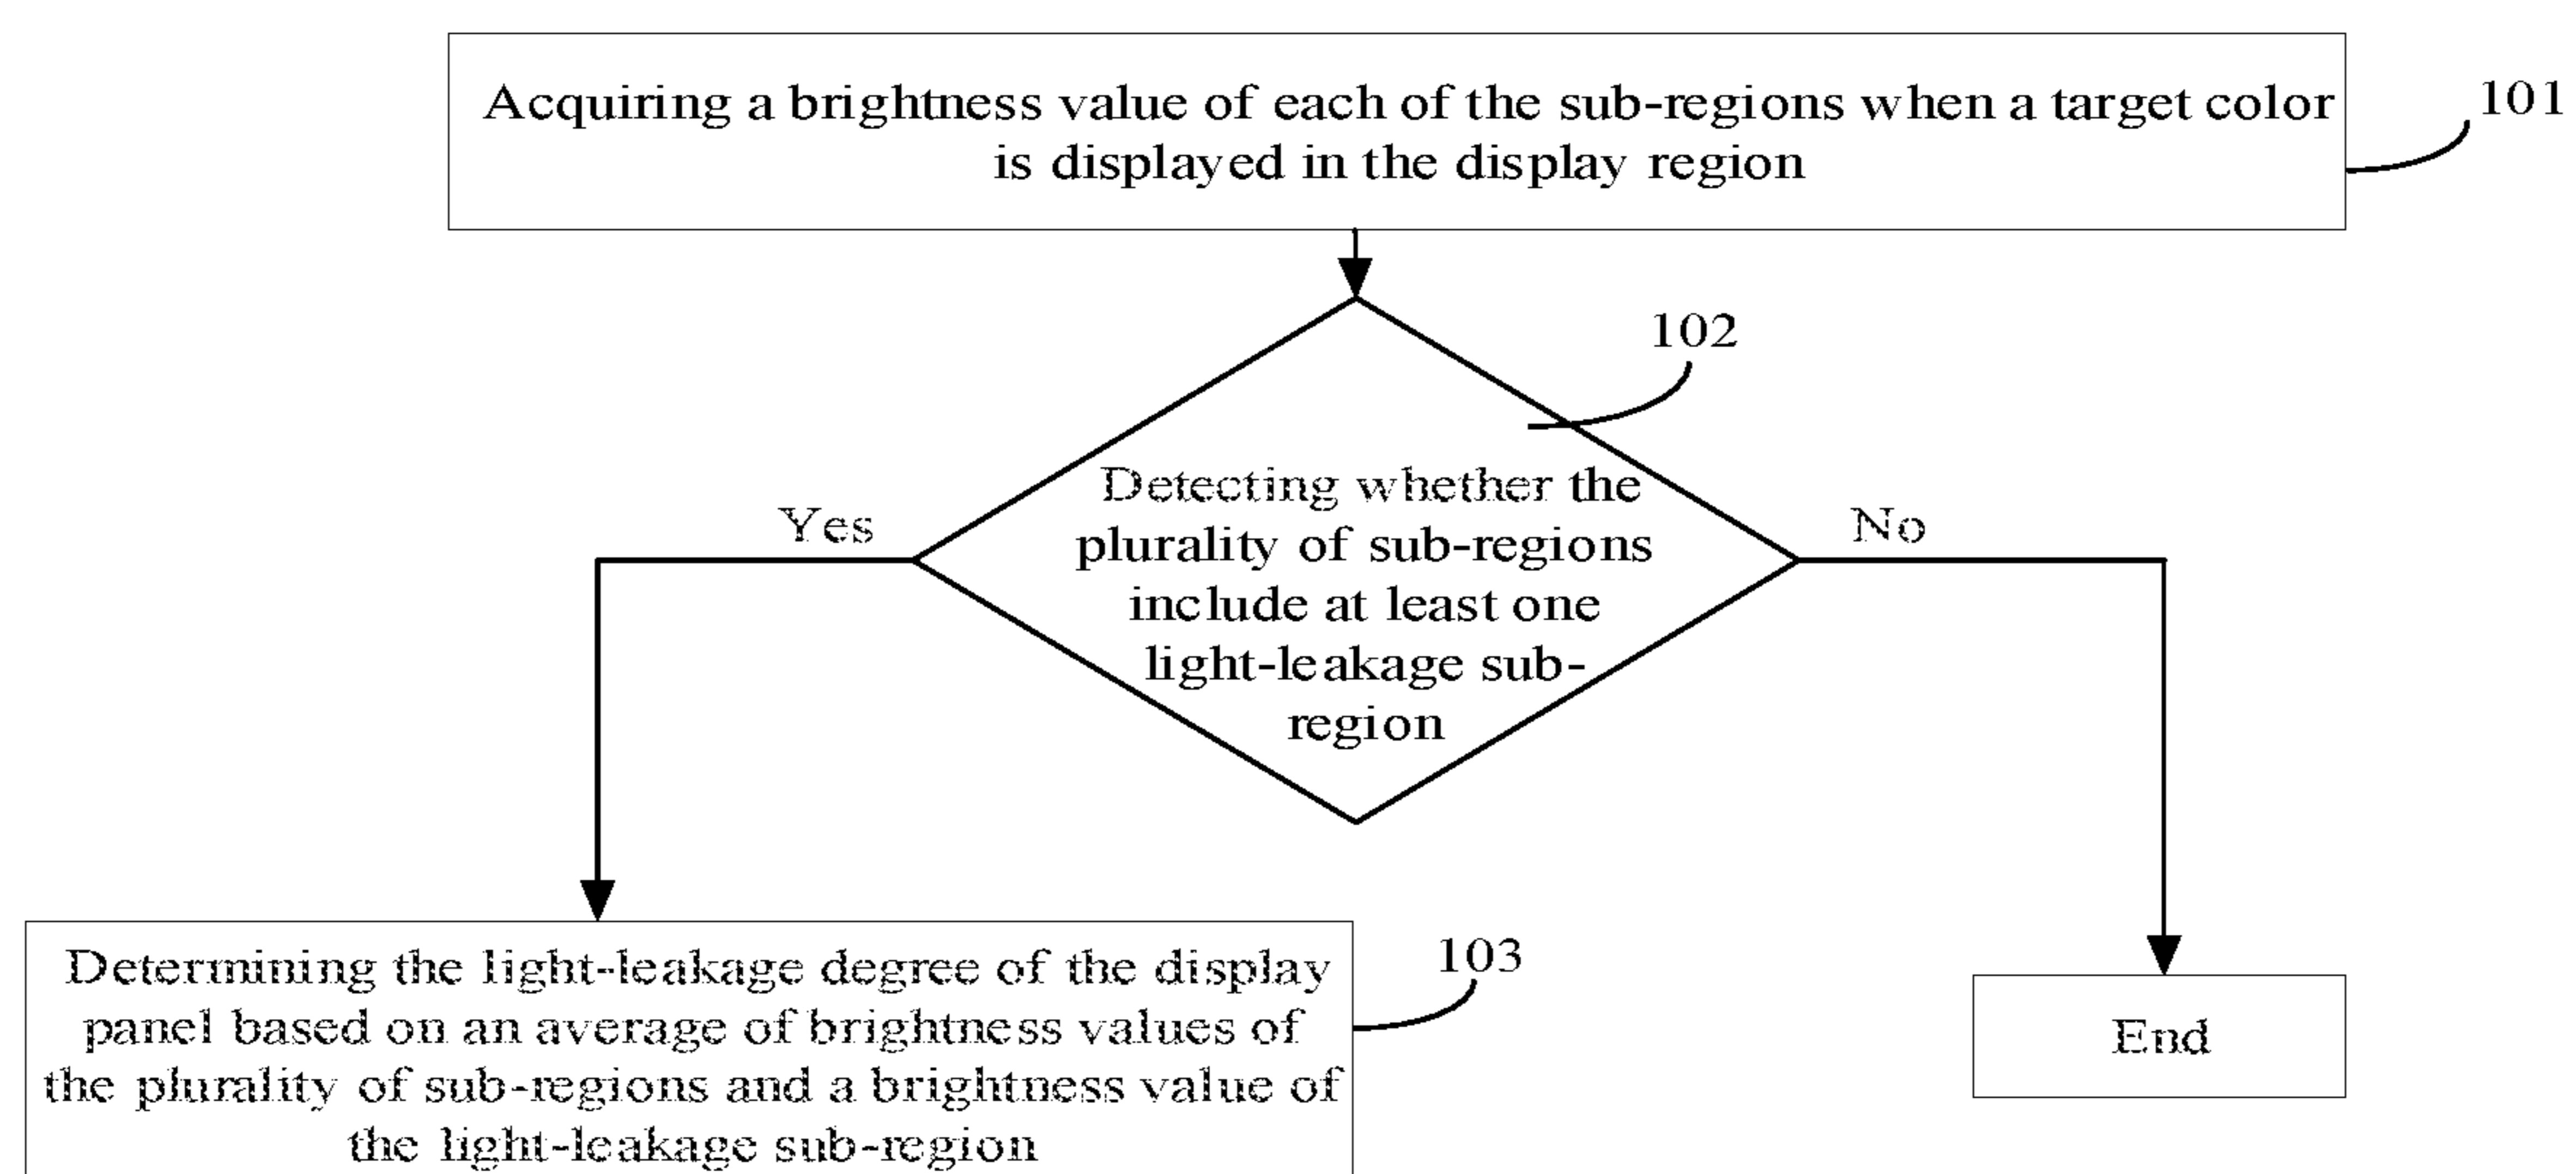 Acquiring a brightness value of each of the sub-regions when a target color
is displayed in the display region
101
102
Detecting whether the
plurality of sub-regions
include at least one
light-leakage sub-
region
Yes
No
Determining the light-leakage degree of the display
panel based on an average of brightness values of
the plurality of sub-regions and a brightness value of
the light-leakage sub-region
103
End